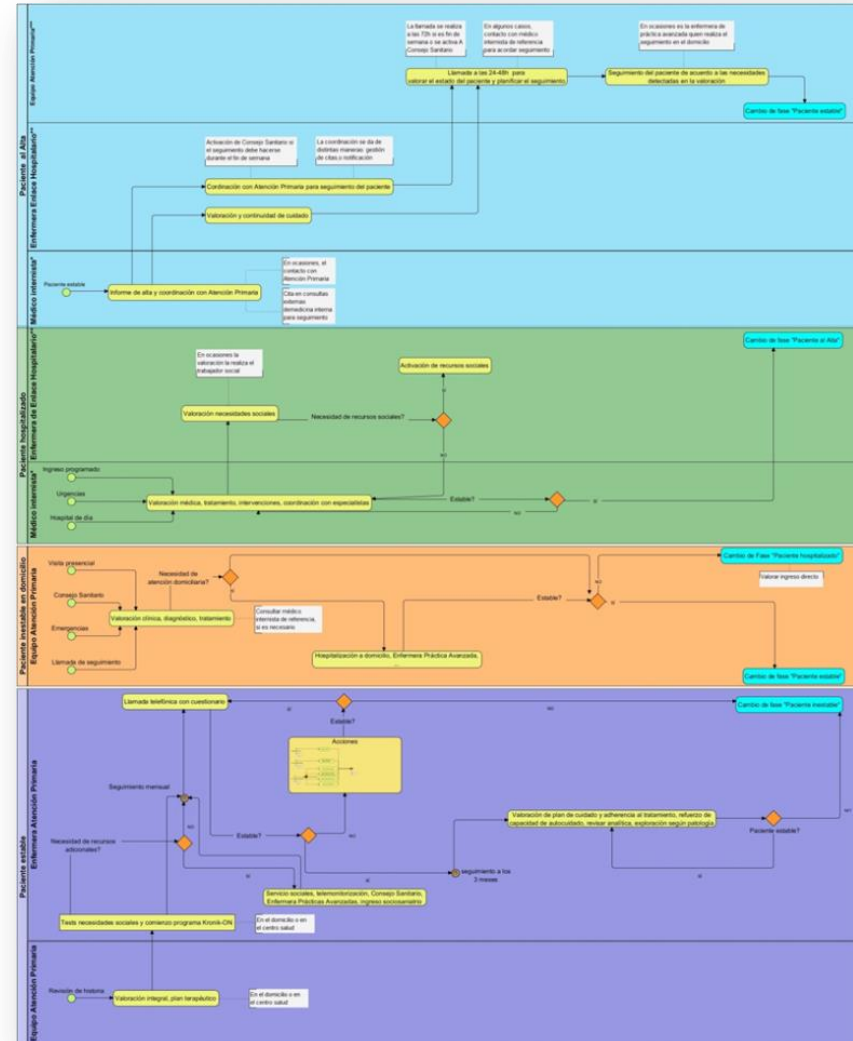 Paciente al Alta
Equipo Atención Primaria***
La llamada se realiza
a las 72h si es fin de
semana o se activa A
Consejo Sanitario
En algunos casos,
contacto con médico
internista de referencia
para acordar seguimiento
En ocasiones es la enfermera de
práctica avanzada quien realiza el
seguimiento en el domicilio
Llamada a las 24-48h para
valorar el estado del paciente y planificar el seguimiento,
Seguimiento del paciente de acuerdo a las necesidades
detectadas en la valoración
Cambio de fase "Paciente estable"
Enfermera Enlace Hospitalario**
Activación de Consejo Sanitario si
el seguimiento debe hacerse
durante el fin de semana
La coordinación se da de
distintas maneras: gestión
de citas,o notificación
Cordinación con Atención Primaria para seguimiento del paciente
Valoración y continuidad de cuidado
Médico internista*
Paciente estable
Informe de alta y coordinación con Atención Primaria
En ocasiones, el
contacto con
Atención Primaria
Cita en consultas
externas
demedicina interna
para seguimiento
Paciente hospitalizado
Enfermera de Enlace Hospitalario**
En ocasiones la
valoración la realiza el
trabajador social
Cambio de fase "Paciente al Alta"
Activación de recursos sociales
sí
Valoración necesidades sociales
Necesidad de recursos sociales?
NO
Médico internista*
Ingreso programado
Urgencias
Hospital de día
Valoración médica, tratamiento, intervenciones, coordinación con especialistas
Estable?
sí
NO
Paciente inestable en domicilio
Equipo Atención Primaria
Visita presencial
Consejo Sanitario
Emergencias
Llamada de seguimiento
Necesidad de
atención domiciliaria?
Valoración clínica, diagnóstico, tratamiento
Consultar médico
internista de referencia,
si es necesario
sí
Hospitalización a domicilio, Enfermera Práctica Avanzada,
...
Estable?
NO
sí
Cambio de Fase "Paciente hospitalizado"
Valorar ingreso directo
Cambio de fase "Paciente estable"
Paciente estable
Enfermera Atención Primaria
Llamada telefónica con cuestionario
sí
Estable?
NO
Cambio de fase "Paciente inestable"
Acciones
Seguimiento mensual
Necesidad de recursos
adicionales?
NO
sí
Estable?
NO
sí
seguimiento a los
3 meses
Valoración de plan de cuidado y adherencia al tratamiento, refuerzo de
capacidad de autocuidado, revisar analítica, exploración según patología
Paciente estable?
sí
Servicio sociales, telemonitorización, Consejo Sanitario,
Enfermera Prácticas Avanzadas, ingreso sociosanitrio
Tests necesidades sociales y comienzo programa Kronik-ON
En el domicilio o en
el centro salud
Equipo Atención Primaria
Revisión de historia
Valoración integral, plan terapéutico
En el domicilio o en
el centro salud